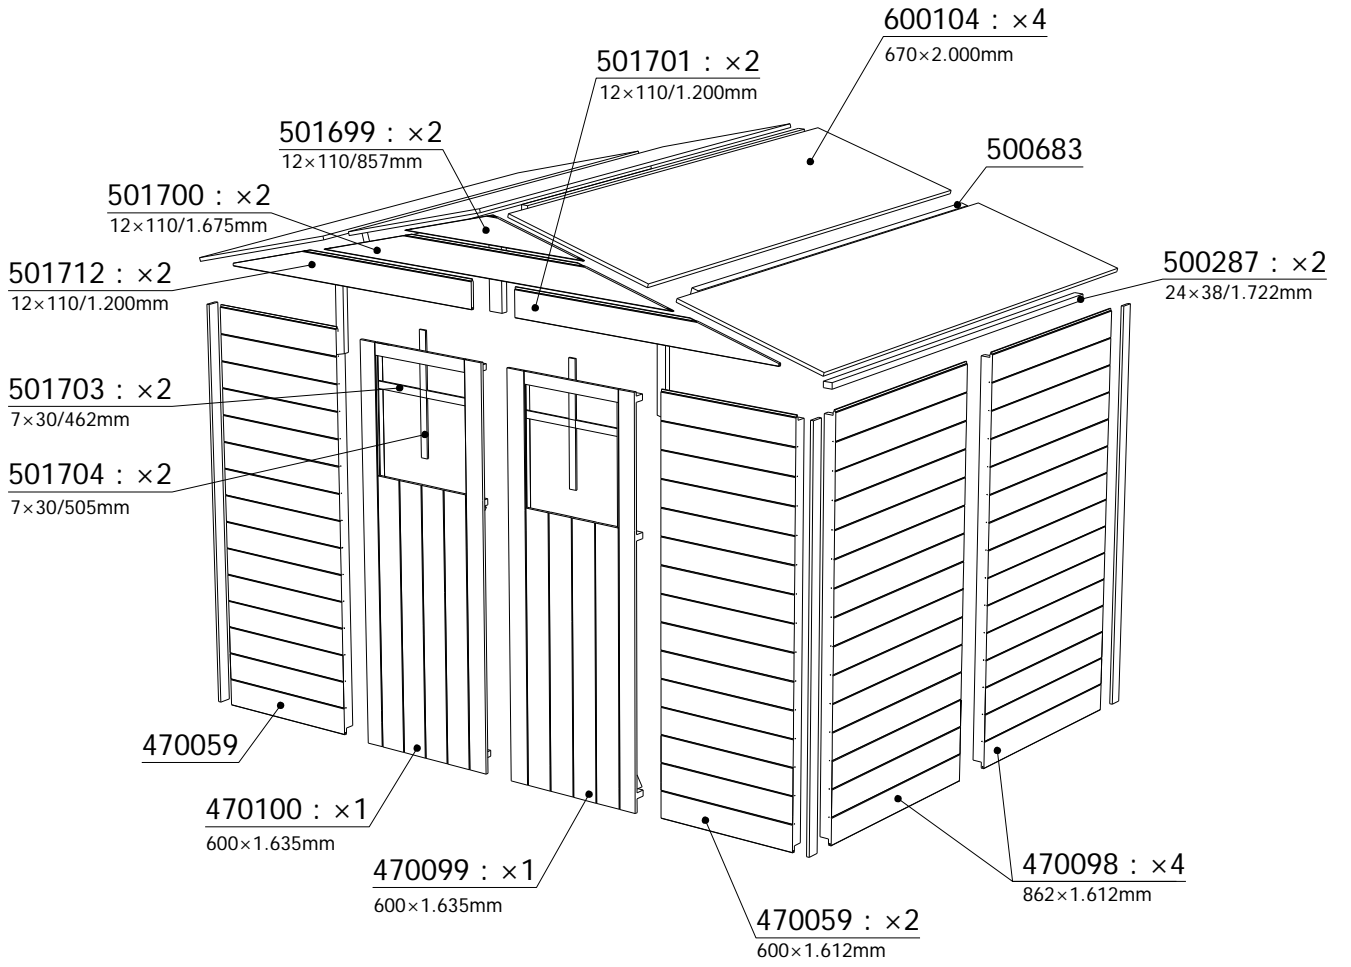 600104 : ×4
670×2.000mm
501701 : ×2
12×110/1.200mm
501699 : ×2
12×110/857mm
500683
501700 : ×2
12×110/1.675mm
501712 : ×2
12×110/1.200mm
500287 : ×2
24×38/1.722mm
501703 : ×2
7×30/462mm
501704 : ×2
7×30/505mm
470059
470100 : ×1
600×1.635mm
470099 : ×1
600×1.635mm
470098 : ×4
862×1.612mm
470059 : ×2
600×1.612mm